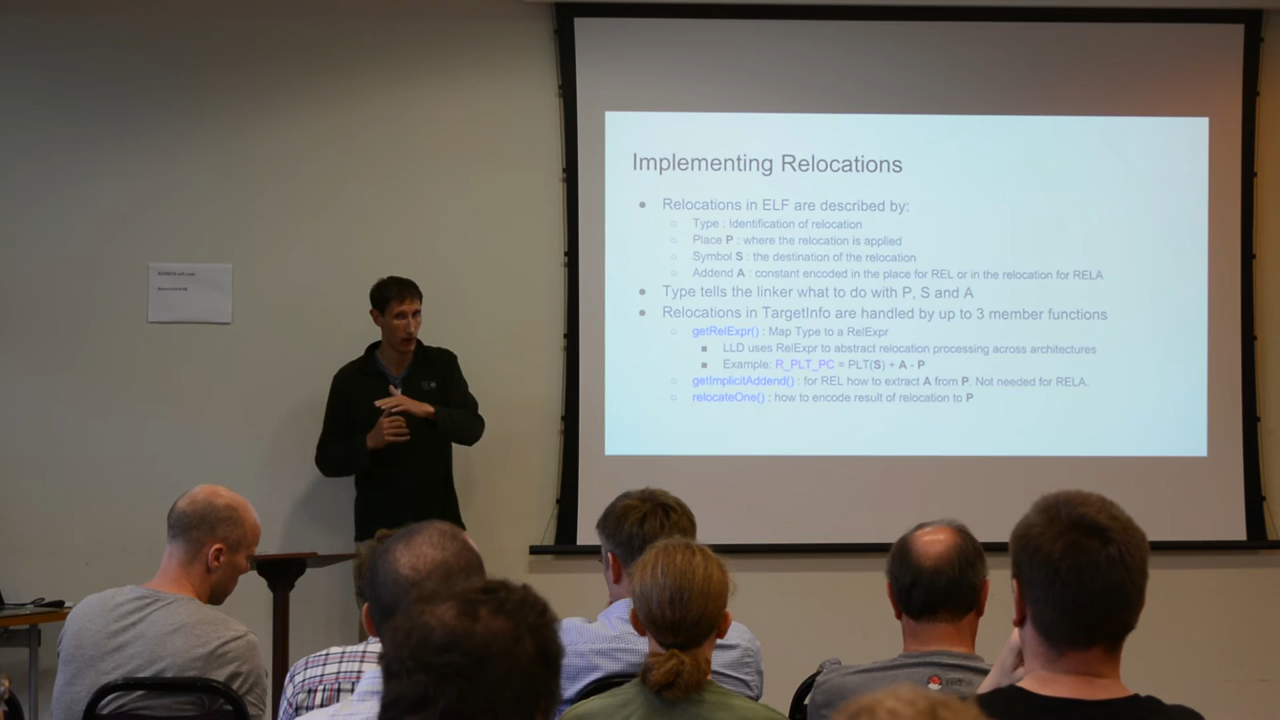 Implementing Relocations
● Relocations in ELF are described by:
○ Type : Identification of relocation
○ Place P : where the relocation is applied
○ Symbol S : the destination of the relocation
○ Addend A : constant encoded in the place for REL or in the relocation for RELA
● Type tells the linker what to do with P, S and A
● Relocations in TargetInfo are handled by up to 3 member functions
○ getRelExpr() : Map Type to a RelExpr
■ LLD uses RelExpr to abstract relocation processing across architectures
■ Example: R_PLT_PC = PLT(S) + A - P
○ getImplicitAddend() : for REL how to extract A from P. Not needed for RELA.
○ relocateOne() : how to encode result of relocation to P